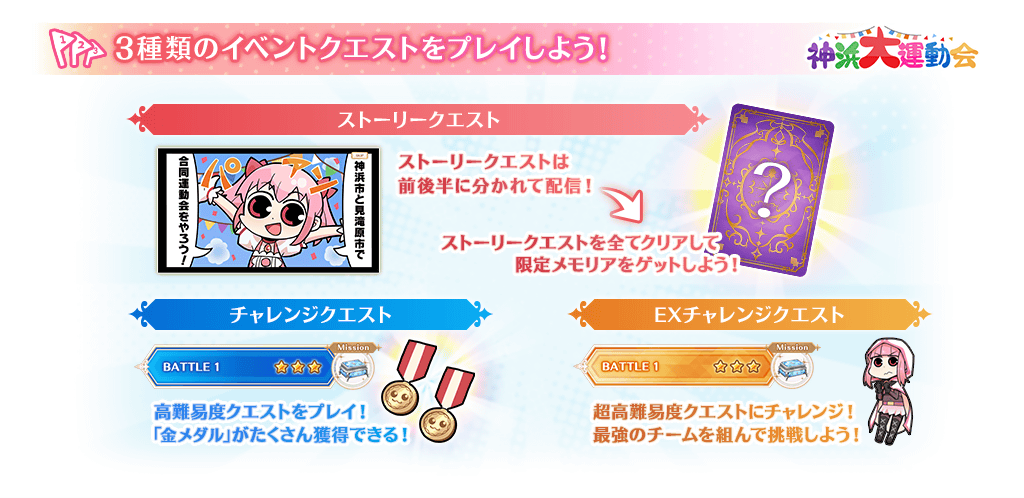 3種類のイベントクエストをプレイしよう！
神浜大運動会
ストーリークエスト
神浜市と見滝原市で
合同運動会をやろう！
パ
アン
ストーリークエストは
前後半に分かれて配信！
?
ストーリークエストを全てクリアして
限定メモリアをゲットしよう！
チャレンジクエスト
Mission
BATTLE 1
高難易度クエストをプレイ！
「金メダル」がたくさん獲得できる！
EXチャレンジクエスト
Mission
BATTLE 1
超高難易度クエストにチャレンジ！
最強のチームを組んで挑戦しよう！